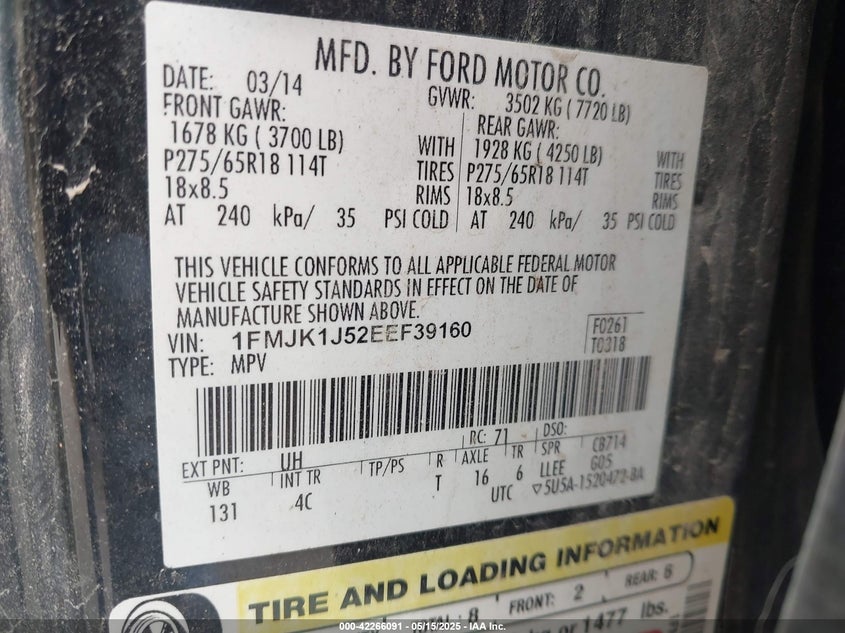 MFD. BY FORD MOTOR CO.
DATE: 03/14 GVWR: 3502 KG ( 7720 LB)
FRONT GAWR: REAR GAWR:
1678 KG ( 3700 LB) WITH 1928 KG ( 4250 LB) WITH
P275/65R18 114T TIRES P275/65R18 114T TIRES
18x8.5 RIMS 18x8.5 RIMS
AT 240 kPa/ 35 PSI COLD AT 240 kPa/ 35 PSI COLD
THIS VEHICLE CONFORMS TO ALL APPLICABLE FEDERAL MOTOR
VEHICLE SAFETY STANDARDS IN EFFECT ON THE DATE OF
MANUFACTURE SHOWN ABOVE.
VIN: 1FMJK1J52EEF39160 F0261
TYPE: MPV T0318
EXT PNT: UH RC: 71 DSO:
WB INT TR TP/PS R AXLE TR SPR CB714
131 4C T 16 6 LLEE G05
UTC ▽5U5A-1520472-BA
TIRE AND LOADING INFORMATION
8 FRONT: 2 REAR: 6
or 1477 lbs.
000-42266091 - 05/15/2025 - IAA Inc.